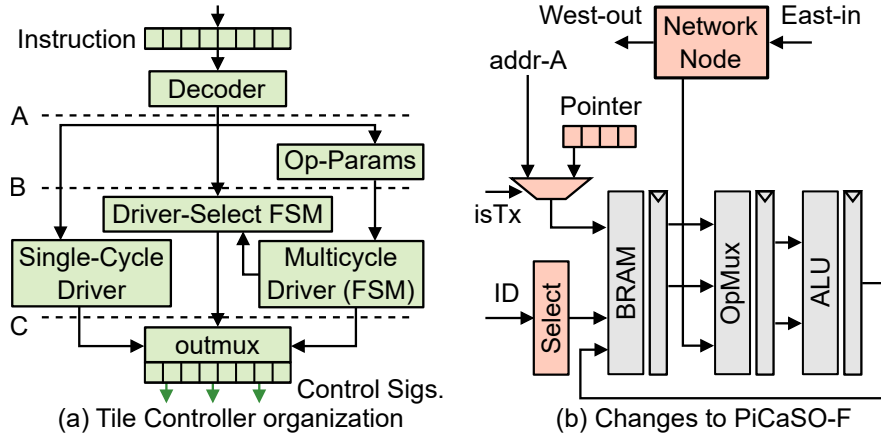 Instruction
Decoder
A
Op-Params
B
Driver-Select FSM
Single-Cycle
Driver
Multicycle
Driver (FSM)
C
outmux
Control Sigs.
(a) Tile Controller organization
West-out
Network
Node
East-in
addr-A
Pointer
isTx
ID
Select
BRAM
OpMux
ALU
(b) Changes to PiCaSO-F